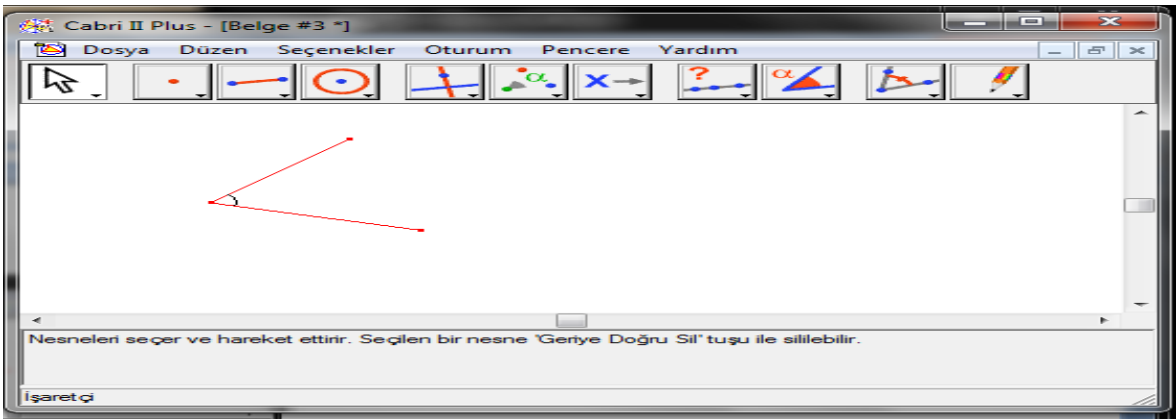 Cabri II Plus - [Belge #3 *]
Dosya Düzen Seçenekler Oturum Pencere Yardım
α x ? α
Nesneleri seçer ve hareket ettirir. Seçilen bir nesne 'Geriye Doğru Sil' tuşu ile sililebilir.
İşaretçi